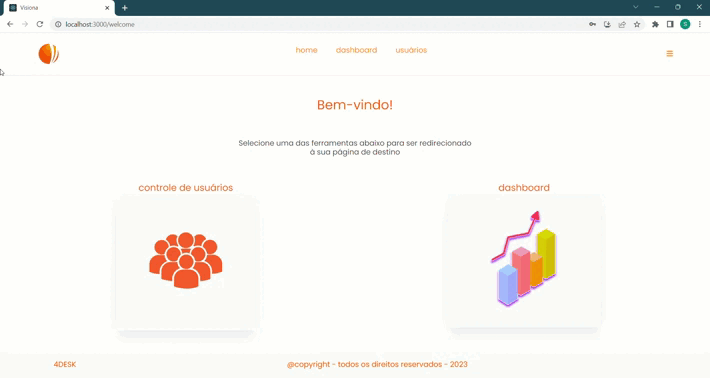 Visiona
localhost:3000/welcome
S
home dashboard usuários
Bem-vindo!
Selecione uma das ferramentas abaixo para ser redirecionado
à sua página de destino
controle de usuários
dashboard
4DESK
@copyright - todos os direitos reservados - 2023